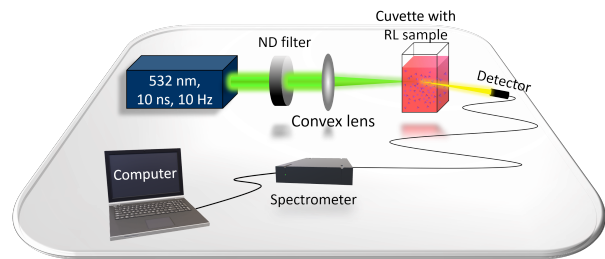 Cuvette with
RL sample
ND filter
532 nm,
10 ns, 10 Hz
Detector
Convex lens
Computer
Spectrometer